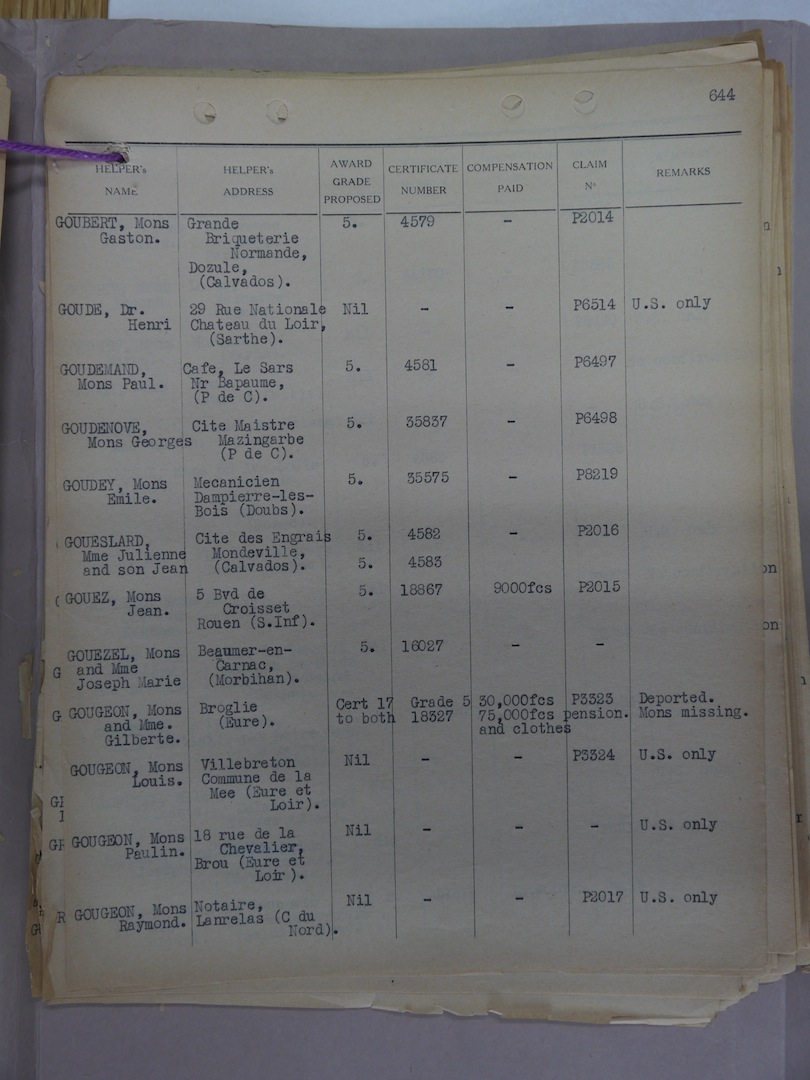 644
HELPER's NAME HELPER's ADDRESS AWARD GRADE PROPOSED CERTIFICATE NUMBER COMPENSATION PAID CLAIM N° REMARKS
GOUBERT, Mons Grande 5. 4579 - P2014
Gaston. Briqueterie
Normande,
Dozule,
(Calvados).
GOUDE, Dr. 29 Rue Nationale Nil - - P6514 U.S. only
Henri Chateau du Loir,
(Sarthe).
GOUDEMAND, Cafe, Le Sars 5. 4581 - P6497
Mons Paul. Nr Bapaume,
(P de C).
GOUDENOVE, Cite Maistre 5. 35837 - P6498
Mons Georges Mazingarbe
(P de C).
GOUDEY, Mons Mecanicien 5. 35575 - P8219
Emile. Dampierre-les-
Bois (Doubs).
GOUESLARD, Cite des Engrais 5. 4582 - P2016
Mme Julienne Mondeville,
and son Jean (Calvados). 5. 4583
GOUEZ, Mons 5 Bvd de 5. 18867 9000fcs P2015
Jean. Croisset
Rouen (S.Inf).
GOUEZEL, Mons Beaumer-en- 5. 16027 - -
and Mme Carnac,
Joseph Marie (Morbihan).
GOUGEON, Mons Broglie Cert 17 Grade 5 30,000fcs P3323 Deported.
and Mme. (Eure). to both 18327 75,000fcs pension. Mons missing.
Gilberte. and clothes
GOUGEON, Mons Villebreton Nil - - P3324 U.S. only
Louis. Commune de la
Mee (Eure et
Loir).
GOUGEON, Mons 18 rue de la Nil - - - U.S. only
Paulin. Chevalier,
Brou (Eure et
Loir ).
GOUGEON, Mons Notaire, Nil - - P2017 U.S. only
Raymond. Lanrelas (C du
Nord).